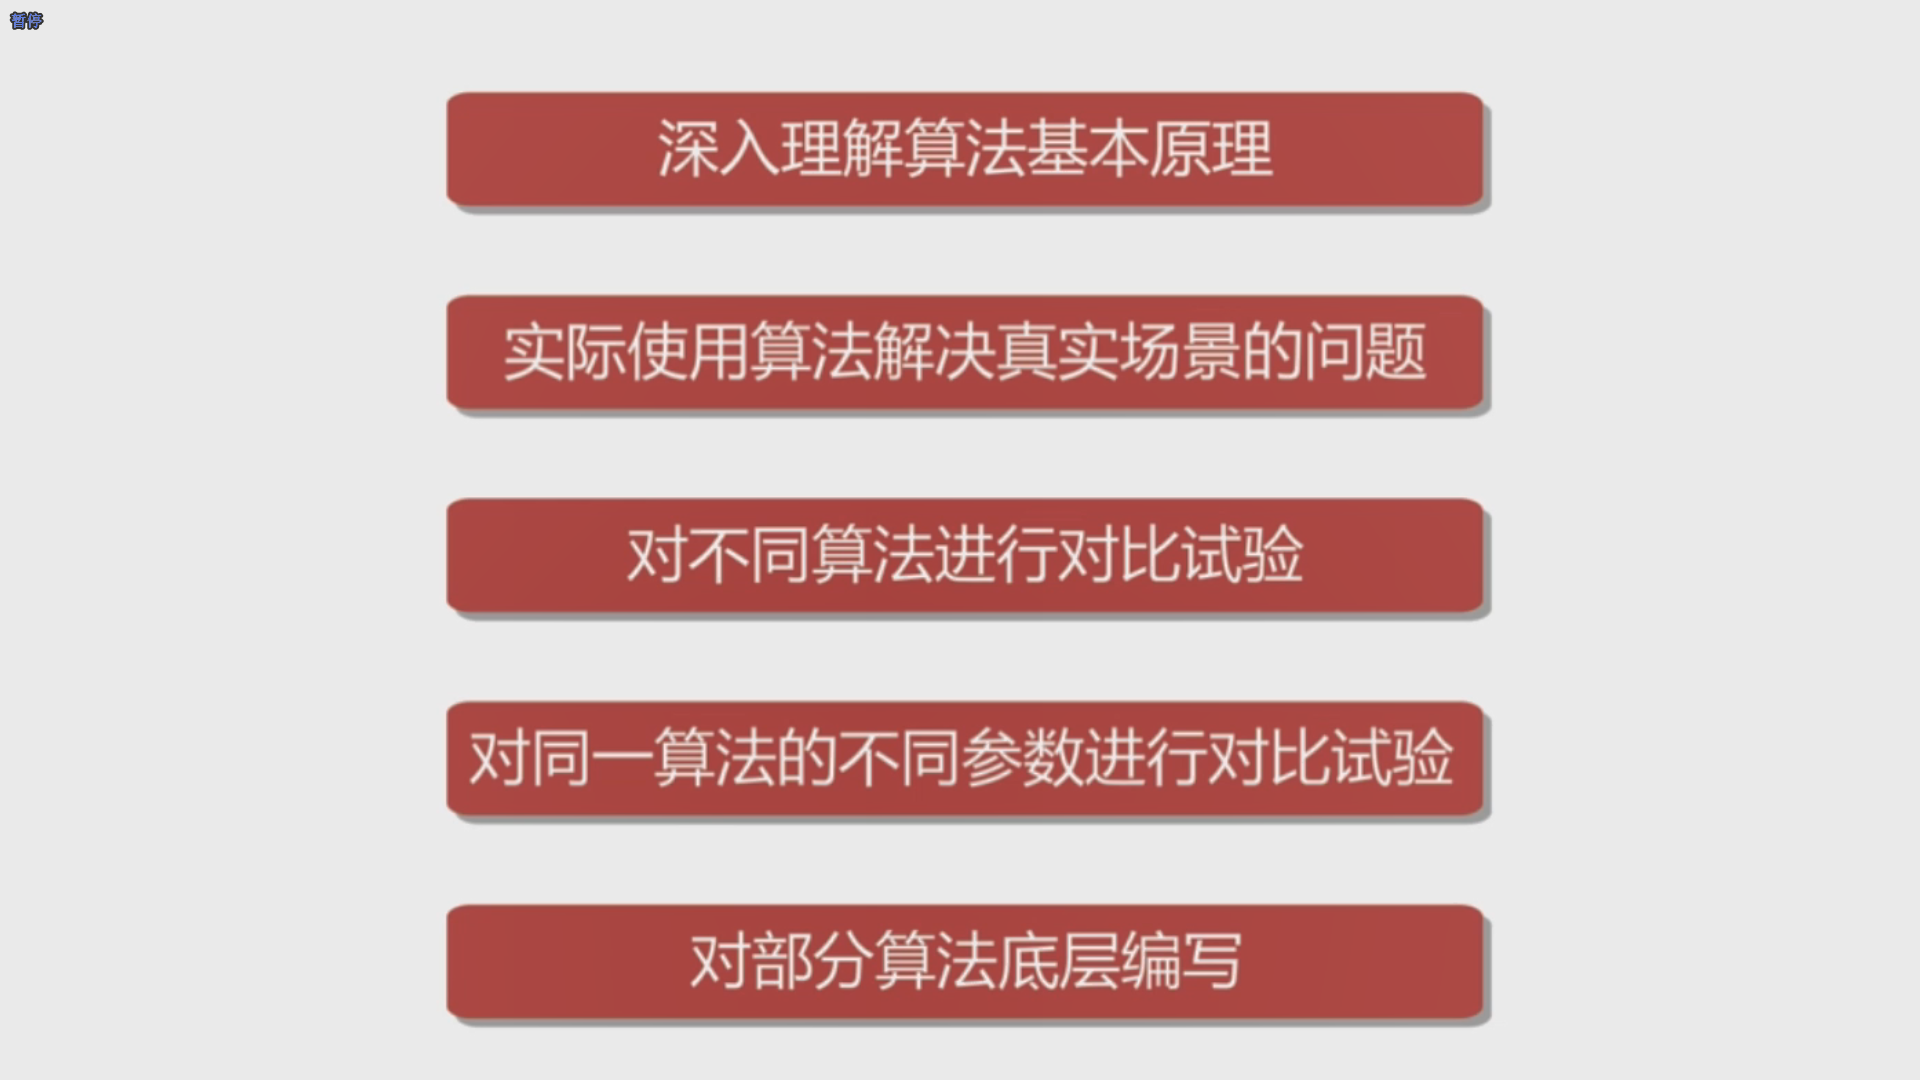 暂停
深入理解算法基本原理
实际使用算法解决真实场景的问题
对不同算法进行对比试验
对同一算法的不同参数进行对比试验
对部分算法底层编写